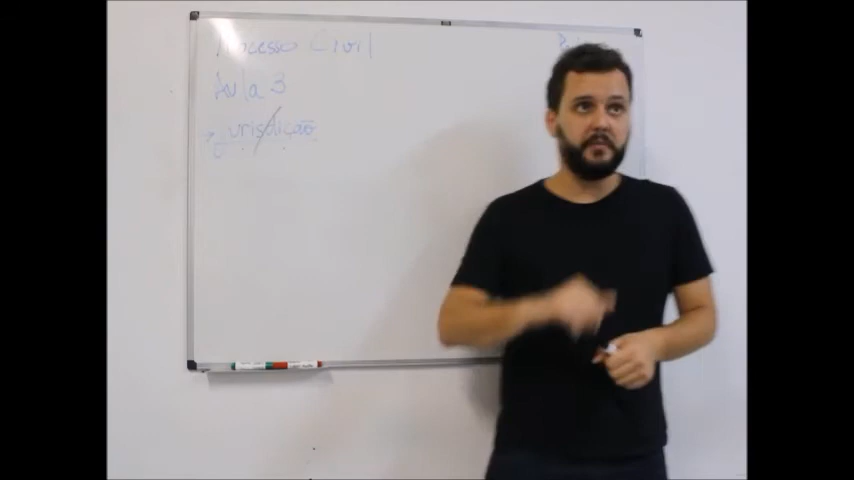 Processo Civil
Aula 3
→ Jurisdição